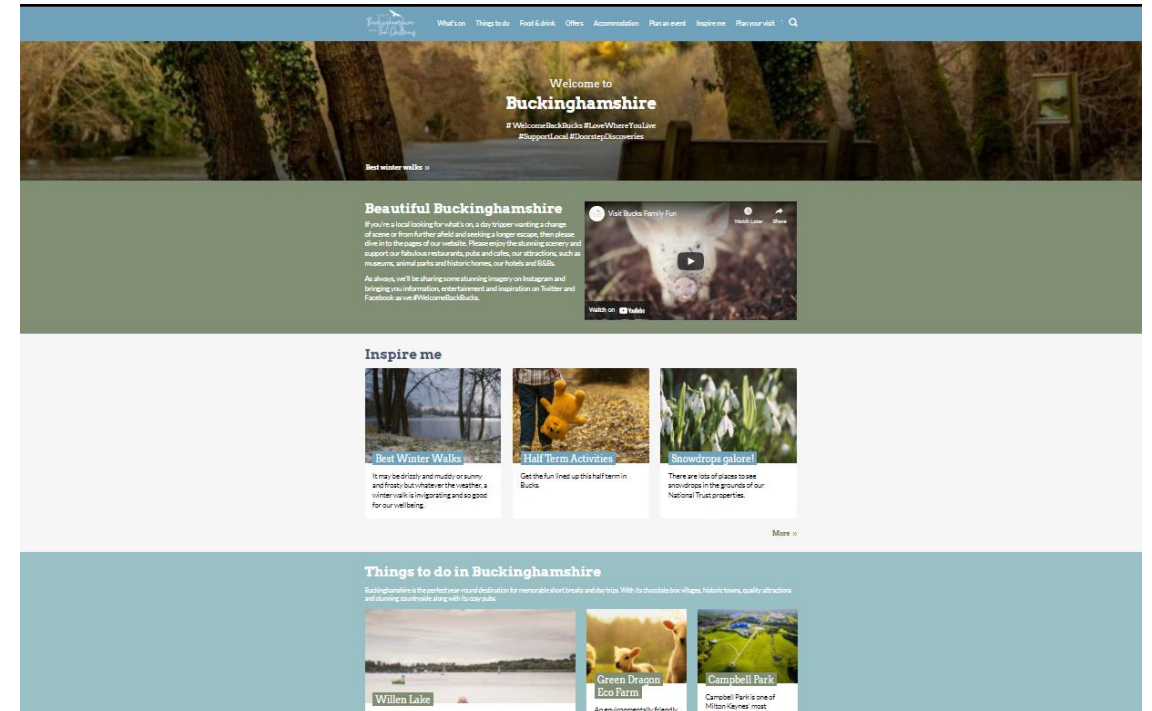 Buckinghamshire
What's on Things to do Food & drink Offers Accommodation Plan an event Inspire me Plan your visit
Welcome to
Buckinghamshire
# WelcomeBackBucks #LoveWhereYouLive
#SupportLocal #DoorstepDiscoveries
Best winter walks »
Beautiful Buckinghamshire
If you're a local looking for what's on, a day tripper wanting a change
of scene or from further afield and seeking a longer escape, then please
dive in to the pages of our website. Please enjoy the stunning scenery and
support our fabulous restaurants, pubs and cafes, our attractions, such as
museums, animal parks and historic homes, our hotels and B&Bs.
As always, we'll be sharing some stunning imagery on Instagram and
bringing you information, entertainment and inspiration on Twitter and
Facebook as we #WelcomeBackBucks.
Visit Bucks Family Fun
Watch Later Share
Watch on YouTube
Inspire me
Best Winter Walks
It may be drizzly and muddy or sunny
and frosty but whatever the weather, a
winter walk is invigorating and so good
for our wellbeing.
Half Term Activities
Get the fun lined up this half term in
Bucks.
Snowdrops galore!
There are lots of places to see
snowdrops in the grounds of our
National Trust properties.
More »
Things to do in Buckinghamshire
Buckinghamshire is the perfect year-round destination for memorable short breaks and day trips. With its chocolate box villages, historic towns, quality attractions
and stunning countryside along with its cosy pubs.
Willen Lake
Green Dragon
Eco Farm
An environmentally friendly
Campbell Park
Campbell Park is one of
Milton Keynes' most